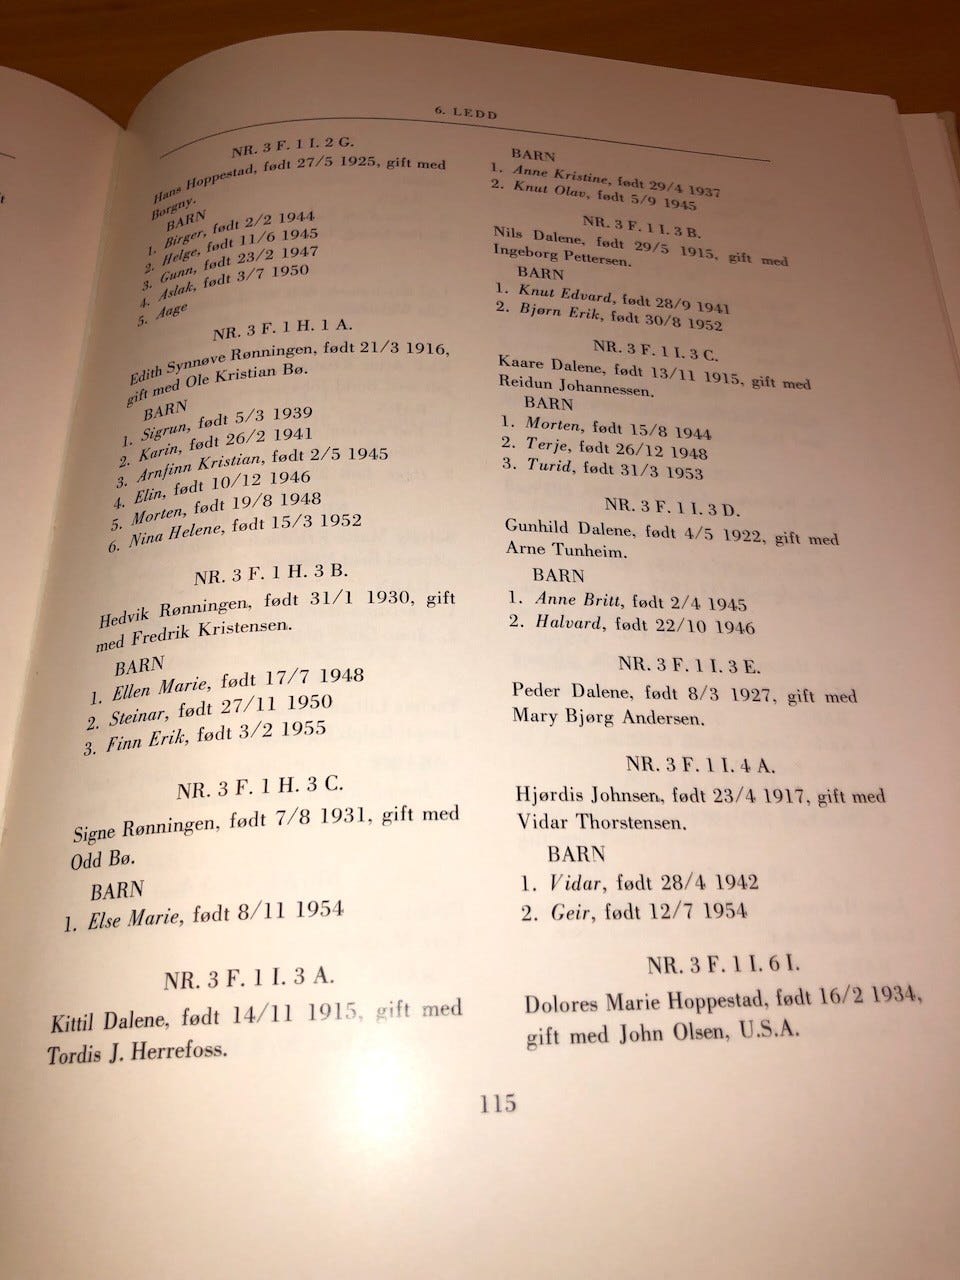 6. LEDD
NR. 3 F. 1 I. 2 G.
Hans Hoppestad, født 27/5 1925, gift med
Borgny.
BARN
1. Birger, født 2/2 1944
2. Helge, født 11/6 1945
3. Gunn, født 23/2 1947
4. Aslak, født 3/7 1950
5. Aage
NR. 3 F. 1 H. 1 A.
Edith Synnøve Rønningen, født 21/3 1916,
gift med Ole Kristian Bø.
BARN
1. Sigrun, født 5/3 1939
2. Karin, født 26/2 1941
3. Arnfinn Kristian, født 2/5 1945
4. Elin, født 10/12 1946
5. Morten, født 19/8 1948
6. Nina Helene, født 15/3 1952
NR. 3 F. 1 H. 3 B.
Hedvik Rønningen, født 31/1 1930, gift
med Fredrik Kristensen.
BARN
1. Ellen Marie, født 17/7 1948
2. Steinar, født 27/11 1950
3. Finn Erik, født 3/2 1955
NR. 3 F. 1 H. 3 C.
Signe Rønningen, født 7/8 1931, gift med
Odd Bø.
BARN
1. Else Marie, født 8/11 1954
NR. 3 F. 1 I. 3 A.
Kittil Dalene, født 14/11 1915, gift med
Tordis J. Herrefoss.
BARN
1. Anne Kristine, født 29/4 1937
2. Knut Olav, født 5/9 1945
NR. 3 F. 1 I. 3 B.
Nils Dalene, født 29/5 1915, gift med
Ingeborg Pettersen.
BARN
1. Knut Edvard, født 28/9 1941
2. Bjørn Erik, født 30/8 1952
NR. 3 F. 1 I. 3 C.
Kaare Dalene, født 13/11 1915, gift med
Reidun Johannessen.
BARN
1. Morten, født 15/8 1944
2. Terje, født 26/12 1948
3. Turid, født 31/3 1953
NR. 3 F. 1 I. 3 D.
Gunhild Dalene, født 4/5 1922, gift med
Arne Tunheim.
BARN
1. Anne Britt, født 2/4 1945
2. Halvard, født 22/10 1946
NR. 3 F. 1 I. 3 E.
Peder Dalene, født 8/3 1927, gift med
Mary Bjørg Andersen.
NR. 3 F. 1 I. 4 A.
Hjørdis Johnsen, født 23/4 1917, gift med
Vidar Thorstensen.
BARN
1. Vidar, født 28/4 1942
2. Geir, født 12/7 1954
NR. 3 F. 1 I. 6 I.
Dolores Marie Hoppestad, født 16/2 1934,
gift med John Olsen, U.S.A.
115